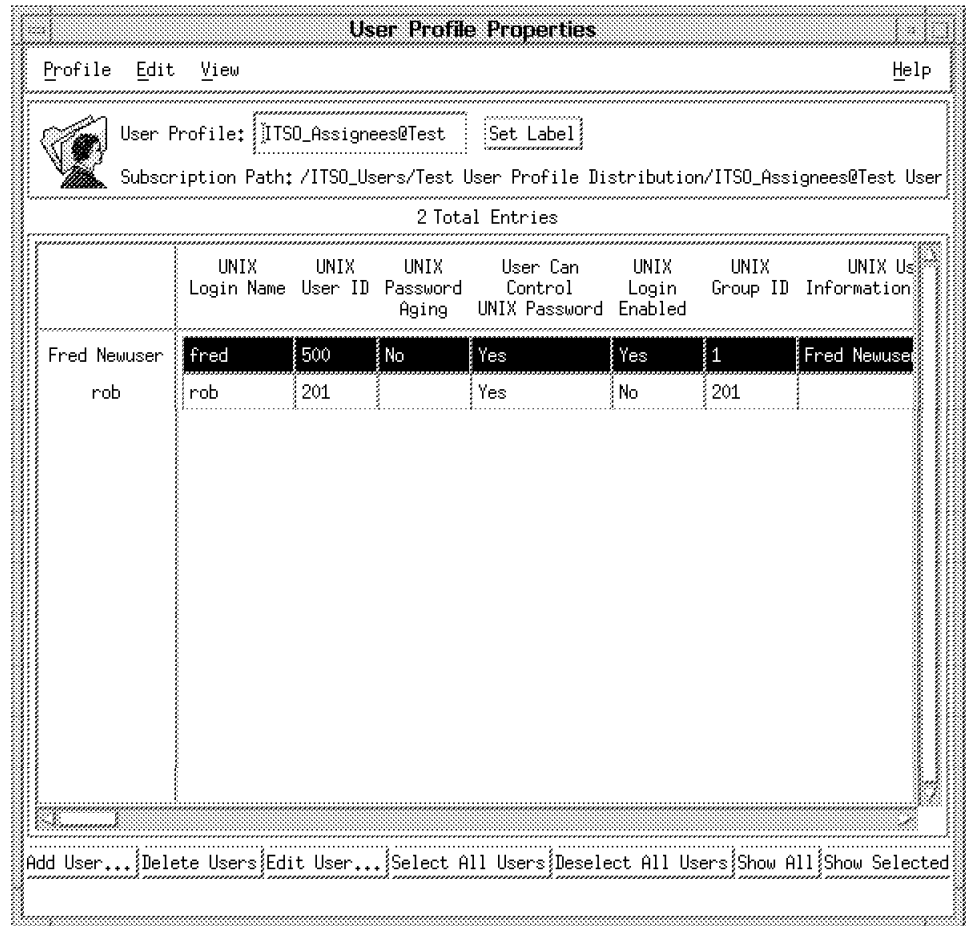 User Profile Properties
Profile Edit View Help
User Profile: ITSO_Assignees@Test Set Label
Subscription Path: /ITSO_Users/Test User Profile Distribution/ITSO_Assignees@Test User
2 Total Entries
UNIX UNIX UNIX User Can UNIX UNIX UNIX Us
Login Name User ID Password Control Login Group ID Information
Aging UNIX Password Enabled
Fred Newuser fred 500 No Yes Yes 1 Fred Newuser
rob rob 201 Yes No 201
Add User... Delete Users Edit User... Select All Users Deselect All Users Show All Show Selected